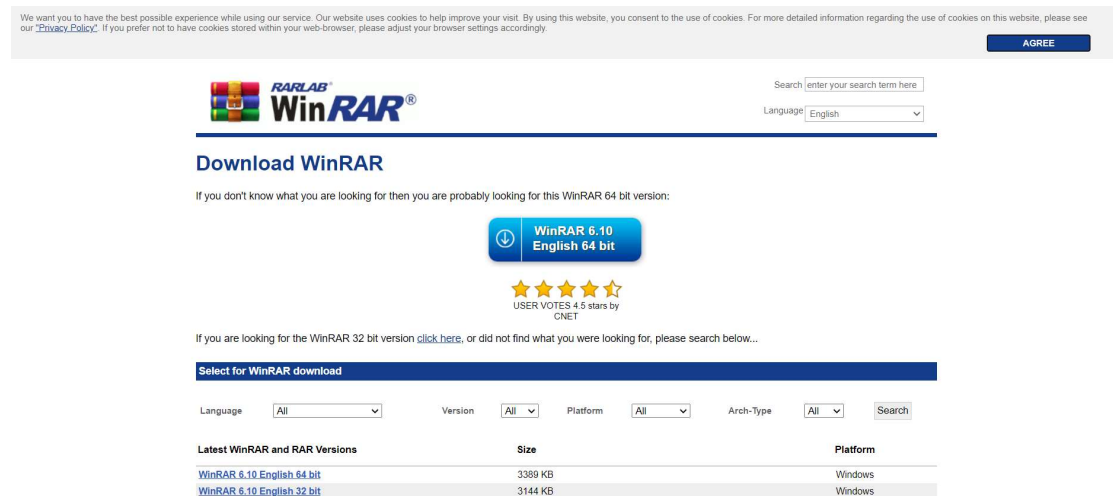 We want you to have the best possible experience while using our service. Our website uses cookies to help improve your visit. By using this website, you consent to the use of cookies. For more detailed information regarding the use of cookies on this website, please see
our "Privacy Policy". If you prefer not to have cookies stored within your web-browser, please adjust your browser settings accordingly.
AGREE
RARLAB®
WinRAR®
Search enter your search term here
Language English
Download WinRAR
If you don't know what you are looking for then you are probably looking for this WinRAR 64 bit version:
WinRAR 6.10
English 64 bit
USER VOTES 4.5 stars by
CNET
If you are looking for the WinRAR 32 bit version click here, or did not find what you were looking for, please search below...
Select for WinRAR download
Language All Version All Platform All Arch-Type All Search
Latest WinRAR and RAR Versions Size Platform
WinRAR 6.10 English 64 bit 3389 KB Windows
WinRAR 6.10 English 32 bit 3144 KB Windows